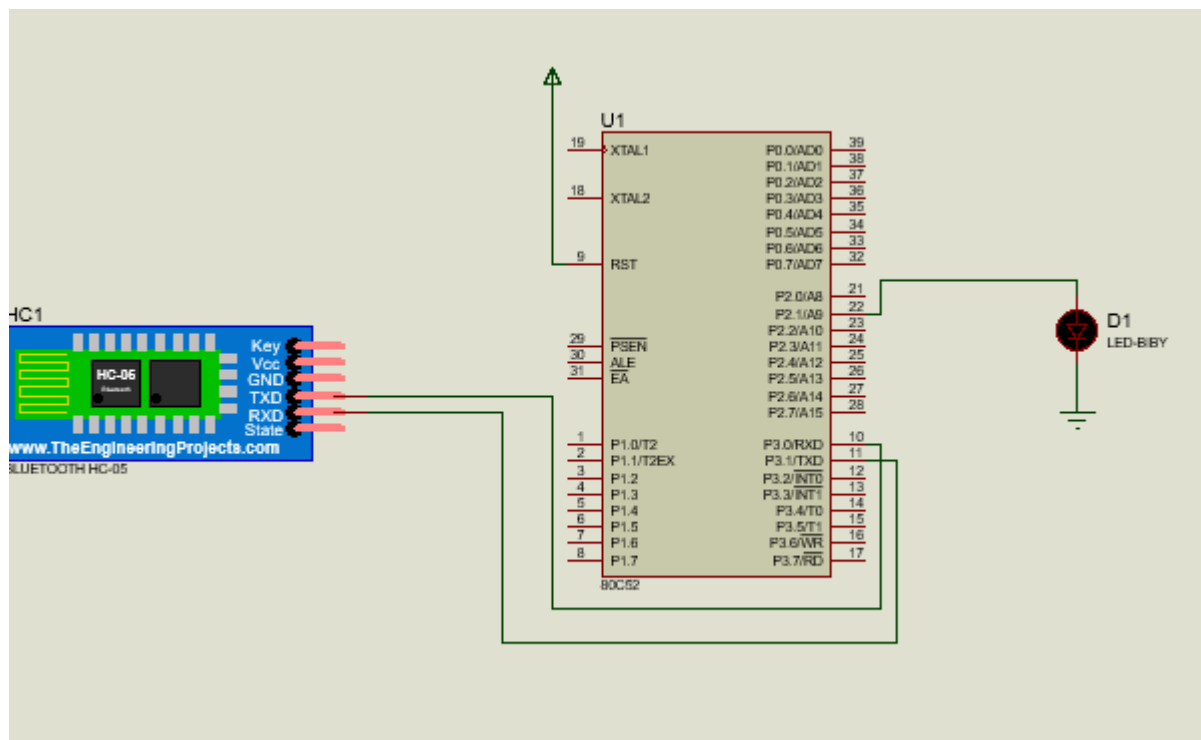 U1
19 XTAL1
18 XTAL2
9 RST
29 PSEN
30 ALE
31 EA
1 P1.0/T2
2 P1.1/T2EX
3 P1.2
4 P1.3
5 P1.4
6 P1.5
7 P1.6
8 P1.7
P0.0/AD0 39
P0.1/AD1 38
P0.2/AD2 37
P0.3/AD3 36
P0.4/AD4 35
P0.5/AD5 34
P0.6/AD6 33
P0.7/AD7 32
P2.0/A8 21
P2.1/A9 22
P2.2/A10 23
P2.3/A11 24
P2.4/A12 25
P2.5/A13 26
P2.6/A14 27
P2.7/A15 28
P3.0/RXD 10
P3.1/TXD 11
P3.2/INT0 12
P3.3/INT1 13
P3.4/T0 14
P3.5/T1 15
P3.6/WR 16
P3.7/RD 17
80C52
HC1
HC-05
Key
Vcc
GND
TXD
RXD
State
www.TheEngineeringProjects.com
BLUETOOTH HC-05
D1
LED-BIBY